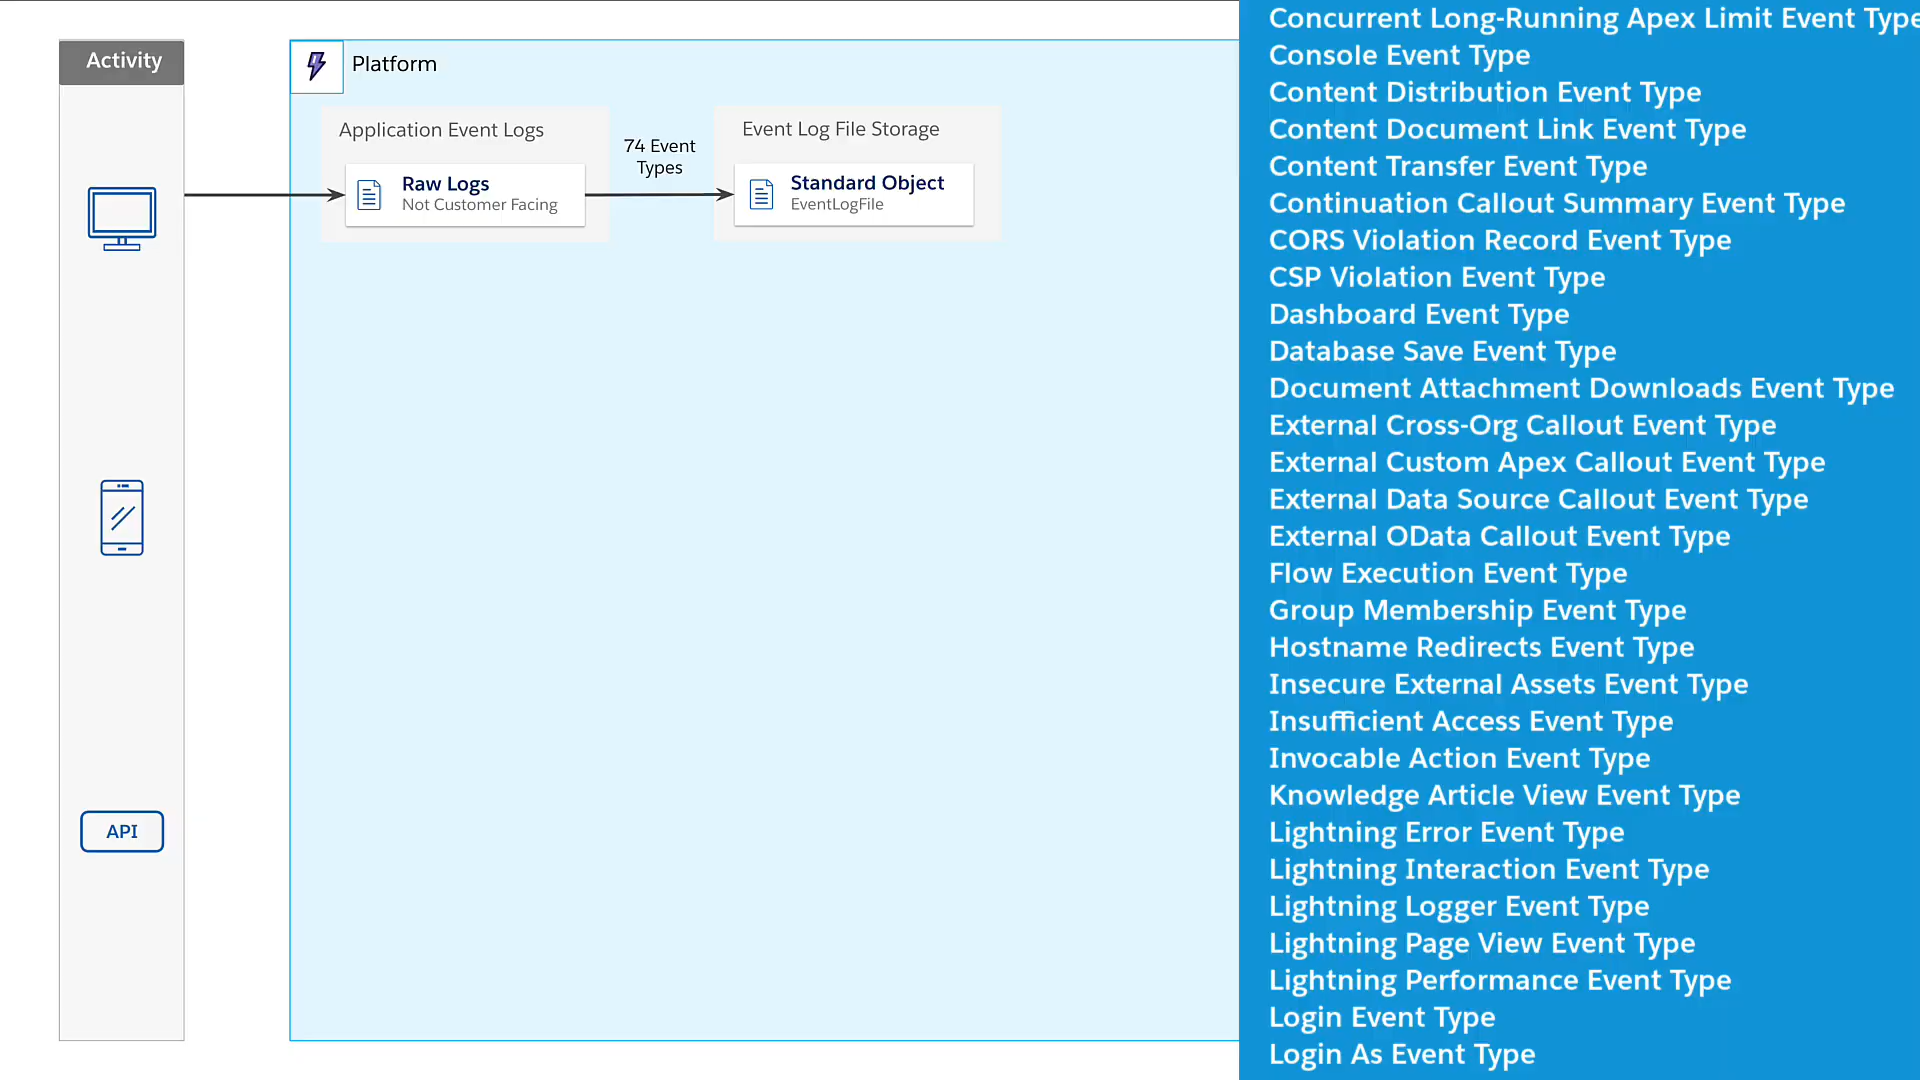 Activity
API
Platform
Application Event Logs
Raw Logs
Not Customer Facing
74 Event
Types
Event Log File Storage
Standard Object
EventLogFile
Concurrent Long-Running Apex Limit Event Type
Console Event Type
Content Distribution Event Type
Content Document Link Event Type
Content Transfer Event Type
Continuation Callout Summary Event Type
CORS Violation Record Event Type
CSP Violation Event Type
Dashboard Event Type
Database Save Event Type
Document Attachment Downloads Event Type
External Cross-Org Callout Event Type
External Custom Apex Callout Event Type
External Data Source Callout Event Type
External OData Callout Event Type
Flow Execution Event Type
Group Membership Event Type
Hostname Redirects Event Type
Insecure External Assets Event Type
Insufficient Access Event Type
Invocable Action Event Type
Knowledge Article View Event Type
Lightning Error Event Type
Lightning Interaction Event Type
Lightning Logger Event Type
Lightning Page View Event Type
Lightning Performance Event Type
Login Event Type
Login As Event Type